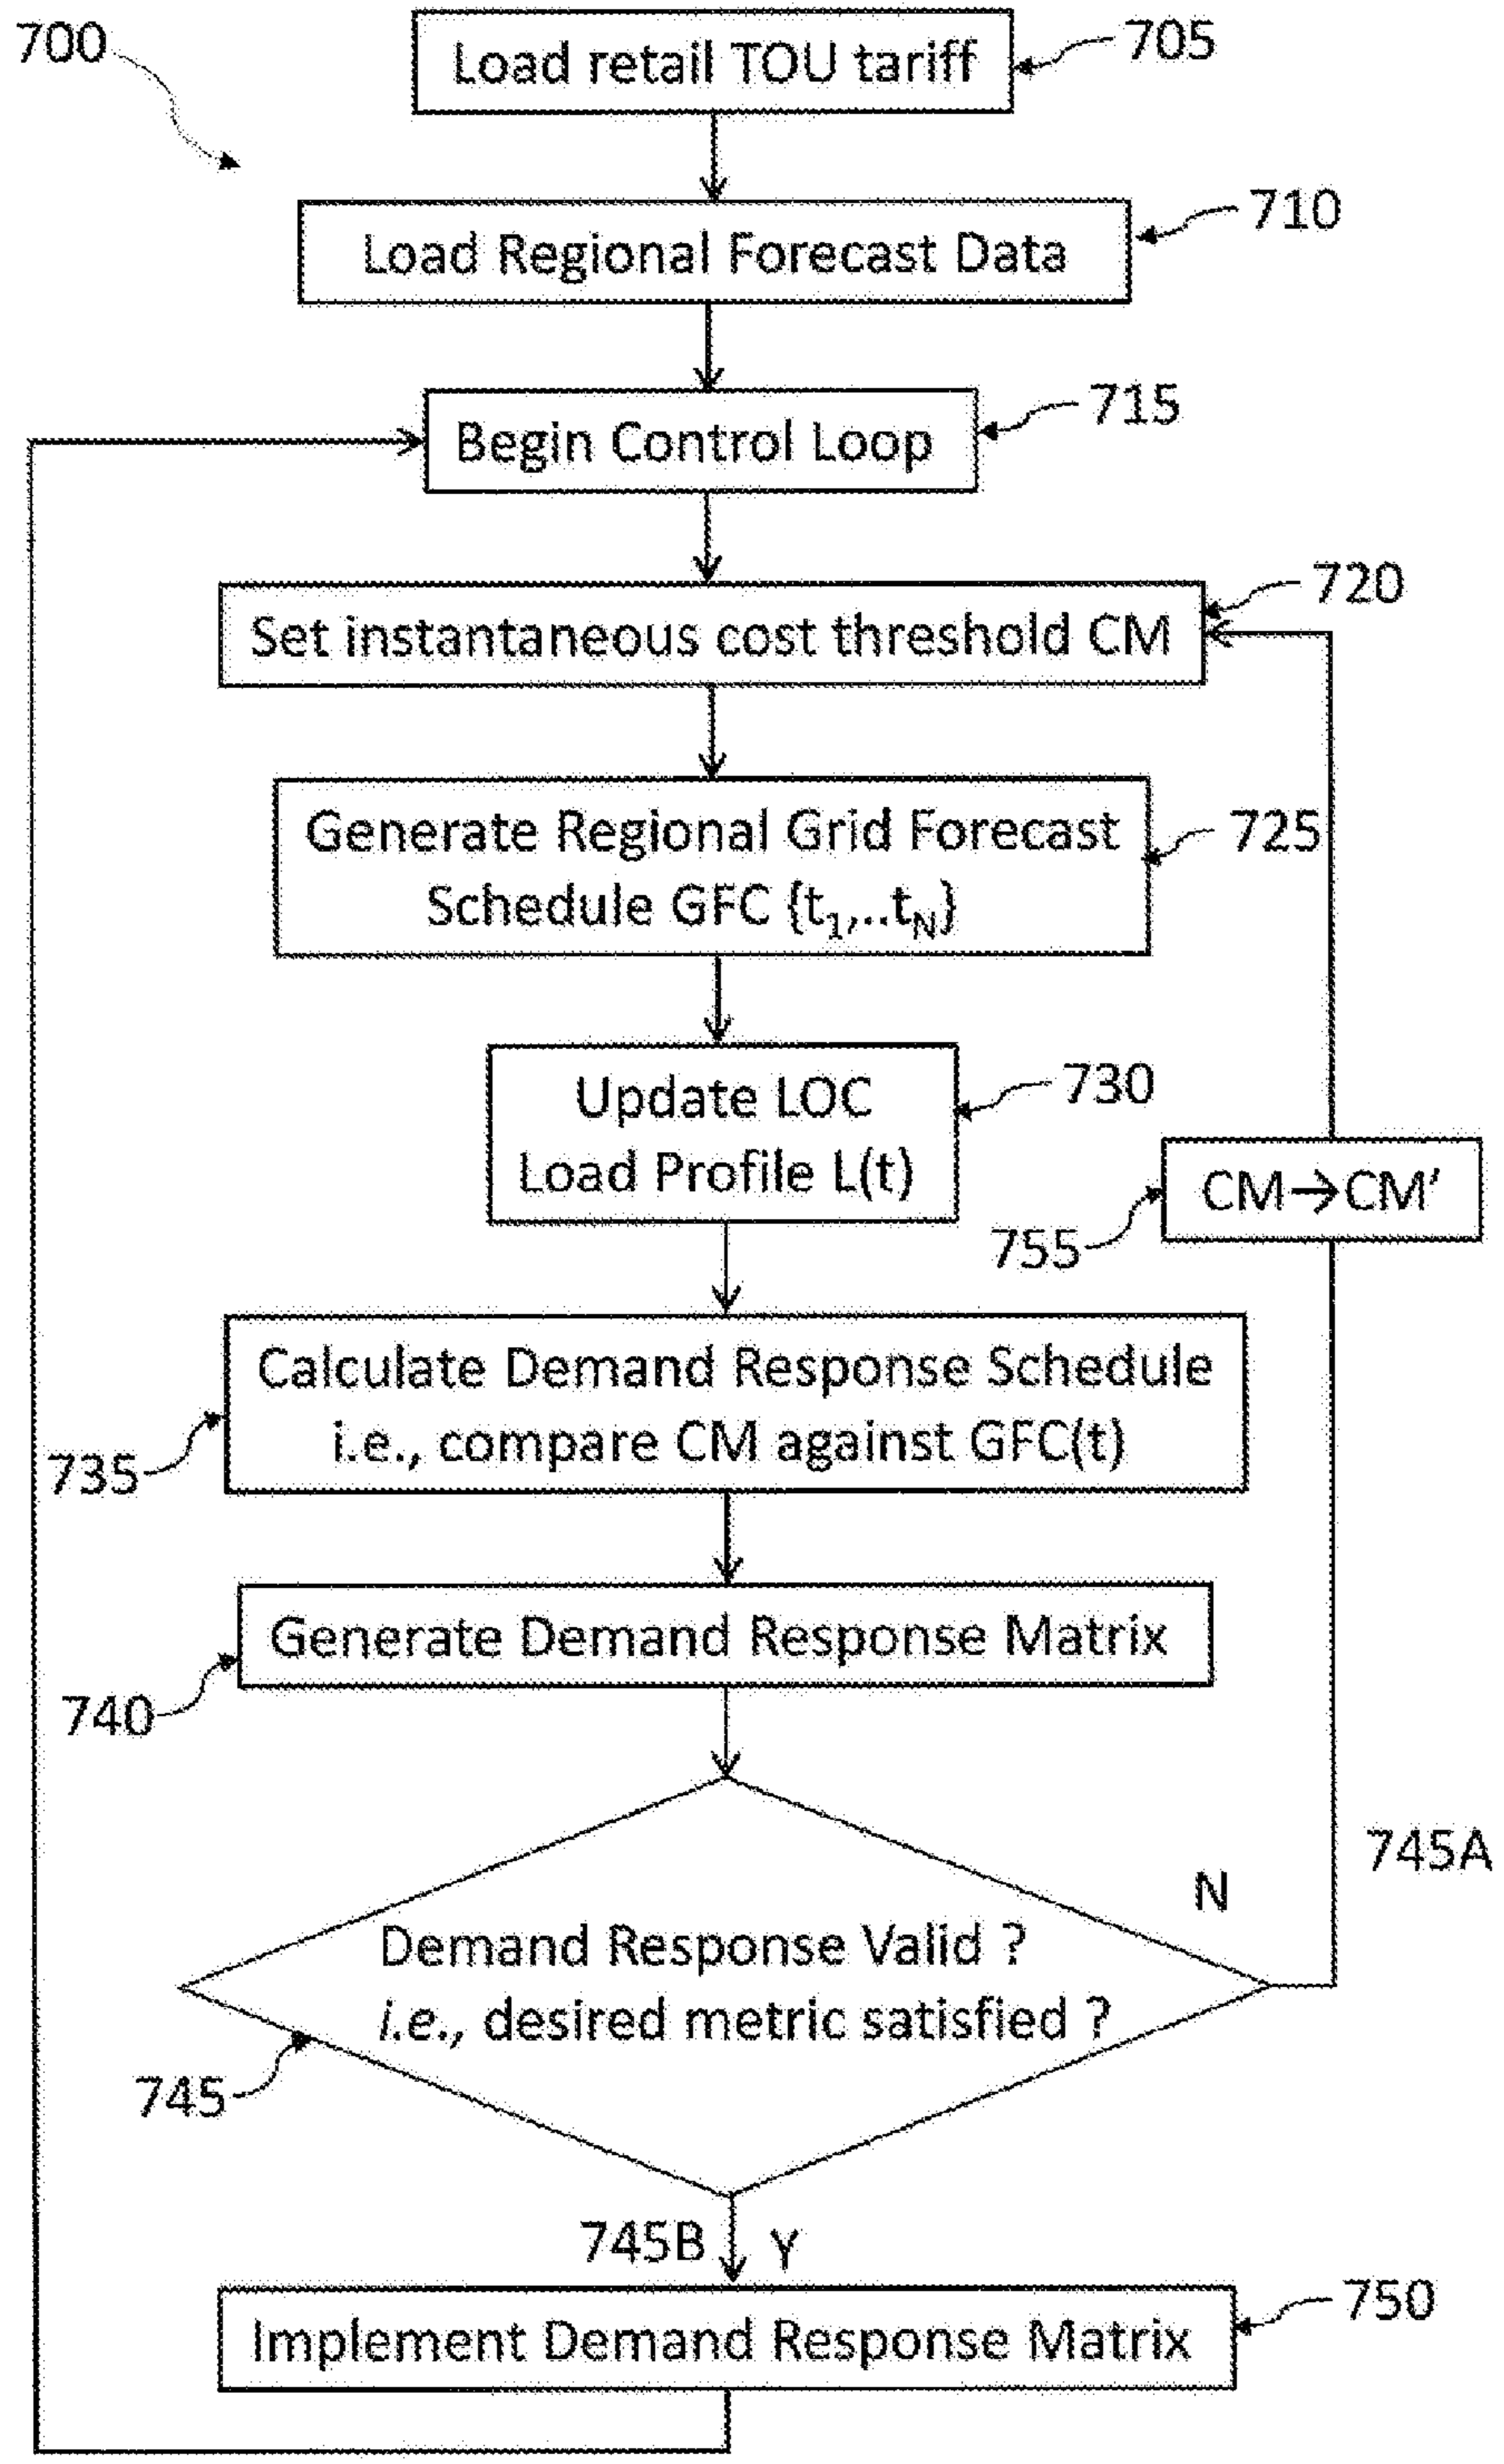 700
Load retail TOU tariff
705
Load Regional Forecast Data
710
Begin Control Loop
715
Set instantaneous cost threshold CM
720
Generate Regional Grid Forecast
Schedule GFC {t₁,..tN}
725
Update LOC
Load Profile L(t)
730
CM→CM'
755
Calculate Demand Response Schedule
i.e., compare CM against GFC(t)
735
Generate Demand Response Matrix
740
745A
N
Demand Response Valid ?
i.e., desired metric satisfied ?
745
745B
Y
Implement Demand Response Matrix
750